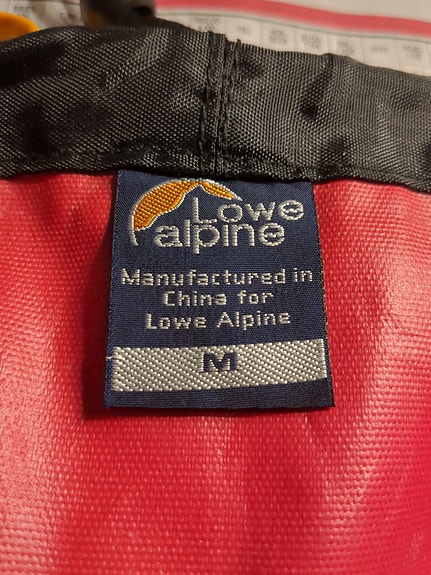 Lowe
alpine
Manufactured in
China for
Lowe Alpine
M